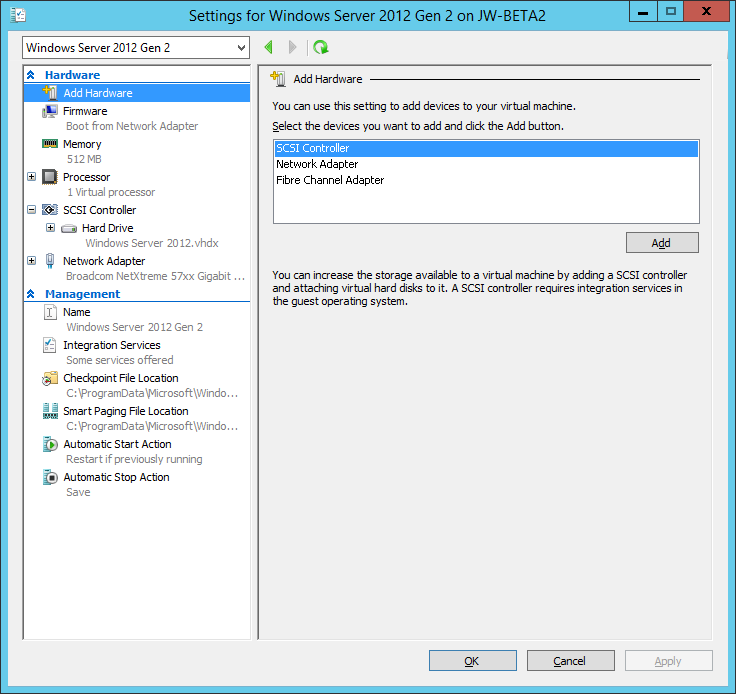 Settings for Windows Server 2012 Gen 2 on JW-BETA2
Windows Server 2012 Gen 2
Hardware
Add Hardware
Firmware
Boot from Network Adapter
Memory
512 MB
Processor
1 Virtual processor
SCSI Controller
Hard Drive
Windows Server 2012.vhdx
Network Adapter
Broadcom NetXtreme 57xx Gigabit ...
Management
Name
Windows Server 2012 Gen 2
Integration Services
Some services offered
Checkpoint File Location
C:\ProgramData\Microsoft\Windo...
Smart Paging File Location
C:\ProgramData\Microsoft\Windo...
Automatic Start Action
Restart if previously running
Automatic Stop Action
Save
Add Hardware
You can use this setting to add devices to your virtual machine.
Select the devices you want to add and click the Add button.
SCSI Controller
Network Adapter
Fibre Channel Adapter
Add
You can increase the storage available to a virtual machine by adding a SCSI controller
and attaching virtual hard disks to it. A SCSI controller requires integration services in
the guest operating system.
OK
Cancel
Apply